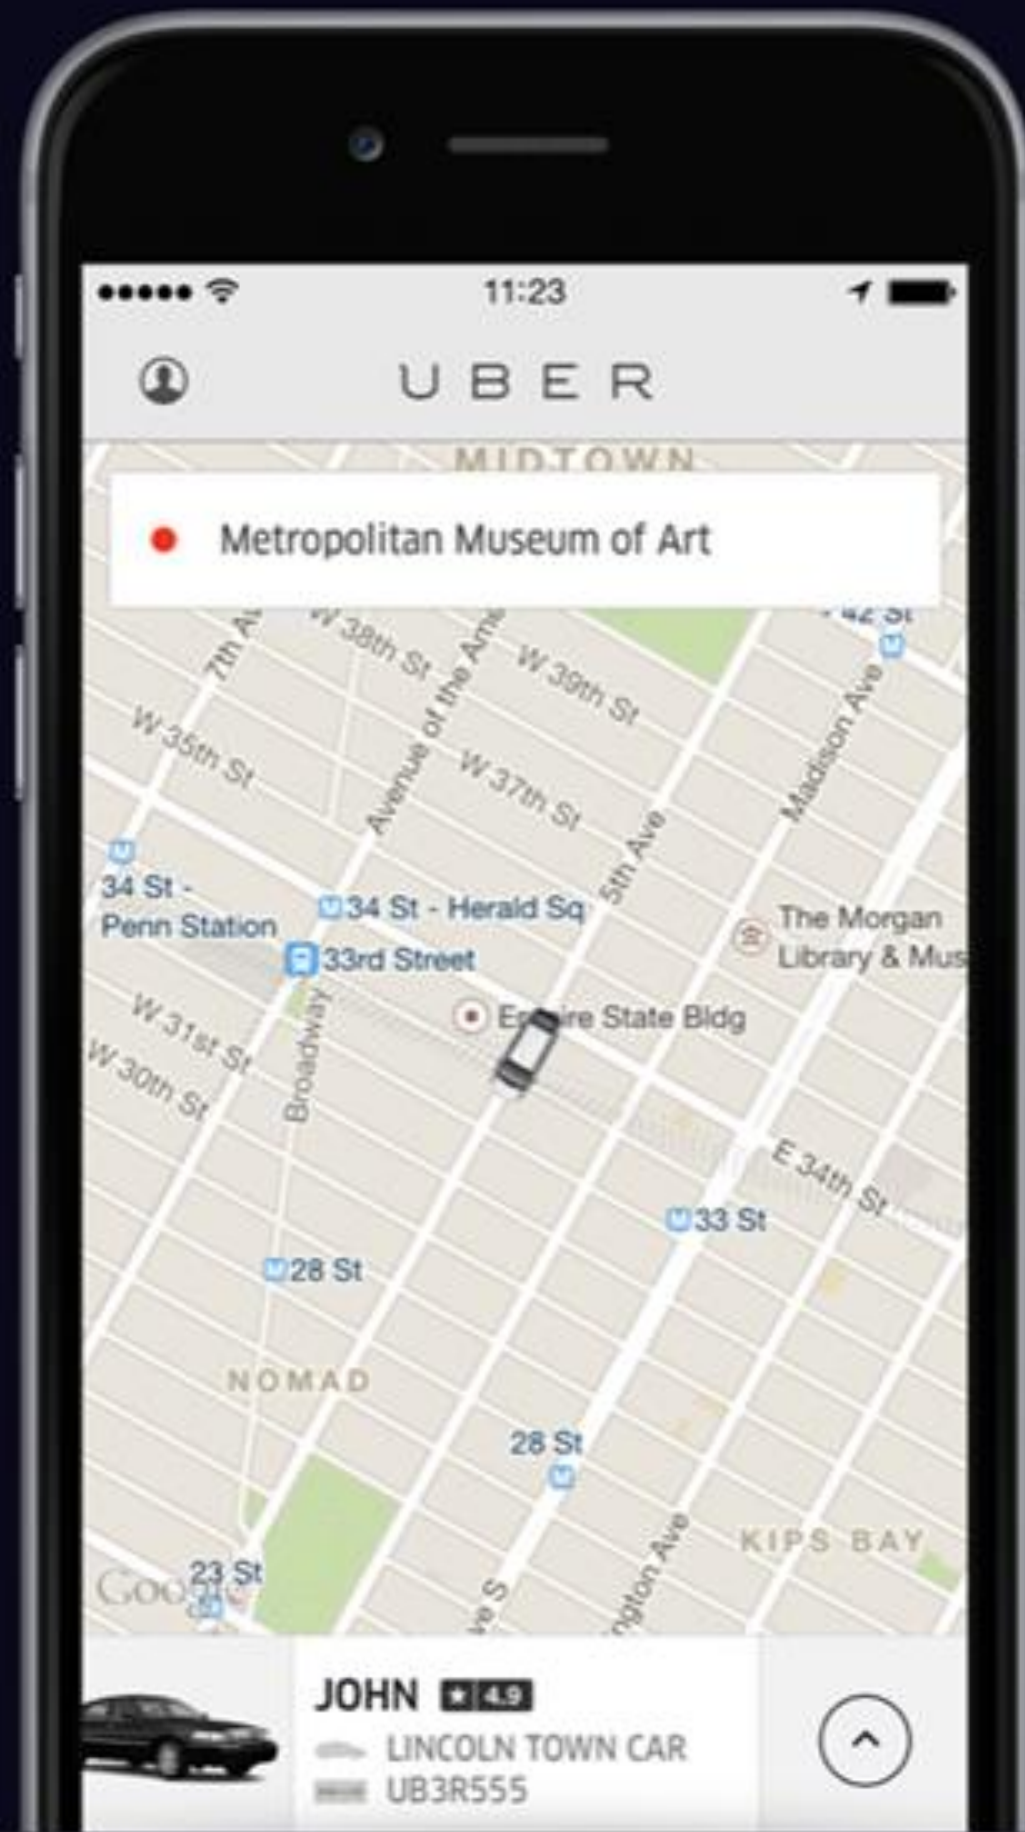 11:23
UBER
MIDTOWN
Metropolitan Museum of Art
42 St
7th Av
W 38th St
Avenue of the Ame
W 39th St
W 35th St
W 37th St
Madison Ave
5th Ave
34 St -
Penn Station
34 St - Herald Sq
33rd Street
The Morgan
Library & Mus
Empire State Bldg
W 31st St
W 30th St
Broadway
E 34th St
33 St
28 St
NOMAD
28 St
KIPS BAY
23 St
Google
ve S
ngton Ave
JOHN ★ 4.9
LINCOLN TOWN CAR
UB3R555